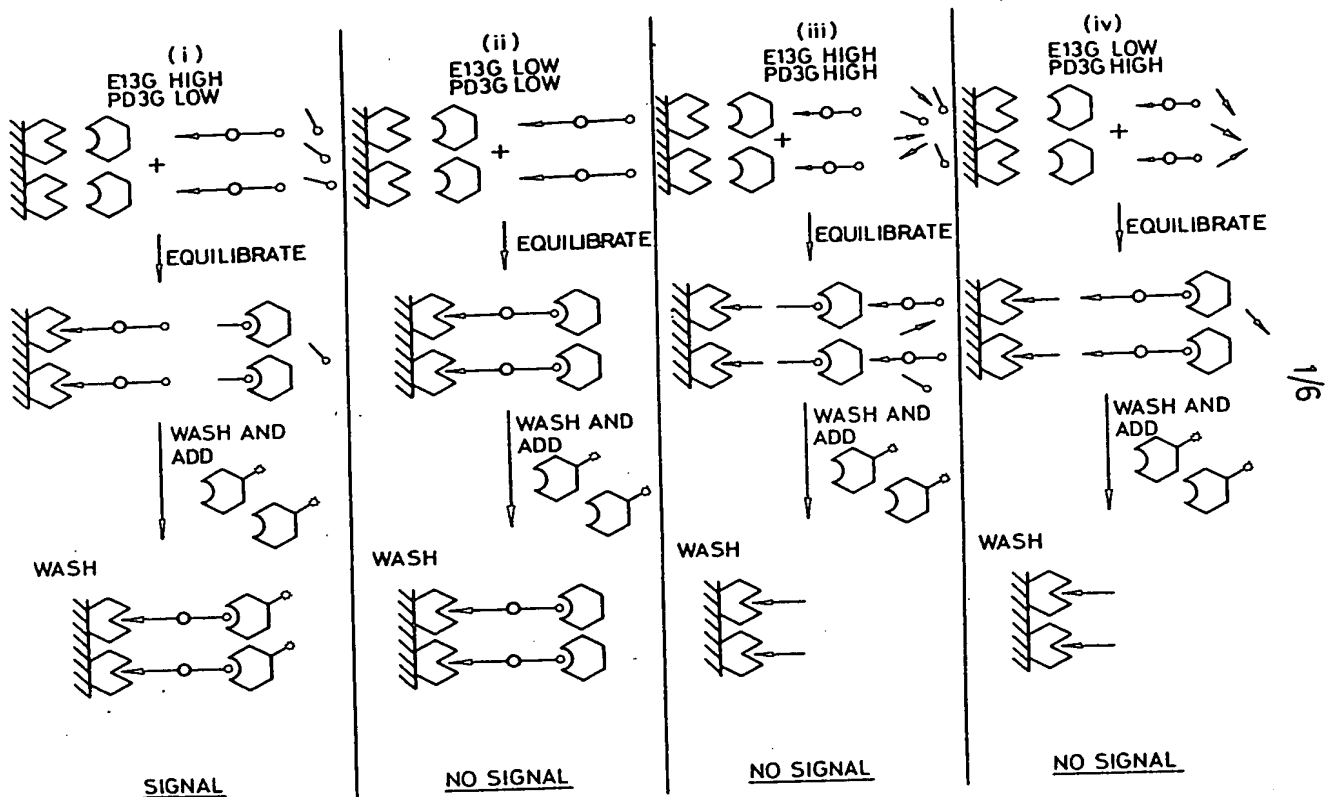 (i)
E13G HIGH
PD3G LOW
+
EQUILIBRATE
WASH AND
ADD
WASH
SIGNAL
(ii)
E13G LOW
PD3G LOW
+
EQUILIBRATE
WASH AND
ADD
WASH
NO SIGNAL
(iii)
E13G HIGH
PD3G HIGH
+
EQUILIBRATE
WASH AND
ADD
WASH
NO SIGNAL
(iv)
E13G LOW
PD3G HIGH
+
EQUILIBRATE
WASH AND
ADD
WASH
NO SIGNAL
1/6